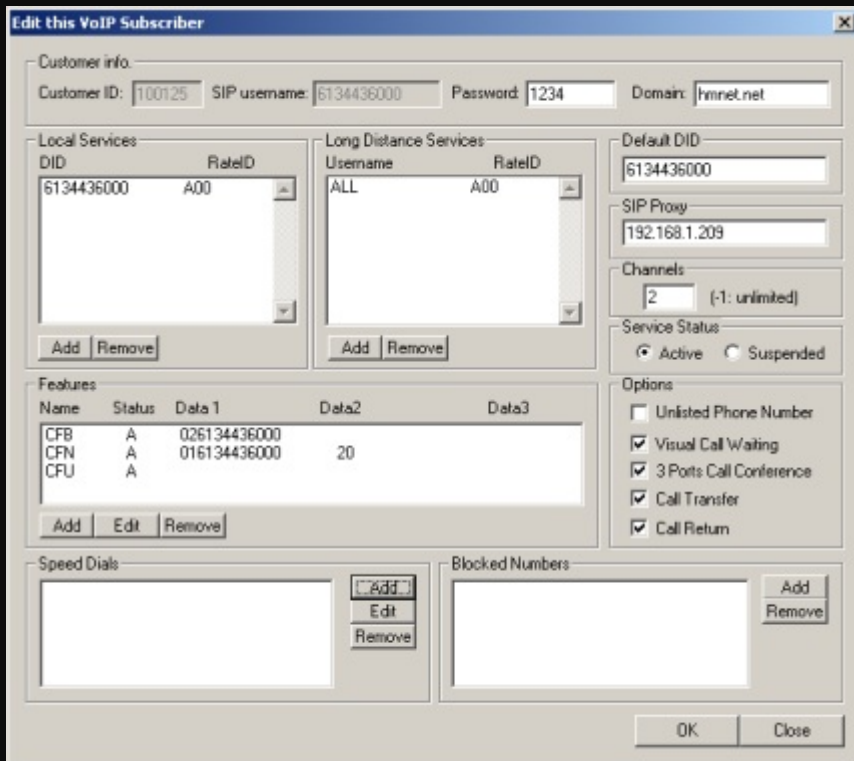 Edit this VoIP Subscriber
Customer info.
Customer ID: 100125 SIP username: 6134436000 Password: 1234 Domain: hmnet.net
Local Services
DID RateID
6134436000 A00
Add Remove
Long Distance Services
Username RateID
ALL A00
Add Remove
Default DID
6134436000
SIP Proxy
192.168.1.209
Channels
2 (-1: unlimited)
Service Status
Active Suspended
Features
Name Status Data 1 Data2 Data3
CFB A 026134436000
CFN A 016134436000 20
CFU A
Add Edit Remove
Options
Unlisted Phone Number
Visual Call Waiting
3 Ports Call Conference
Call Transfer
Call Return
Speed Dials
Add
Edit
Remove
Blocked Numbers
Add
Remove
OK Close